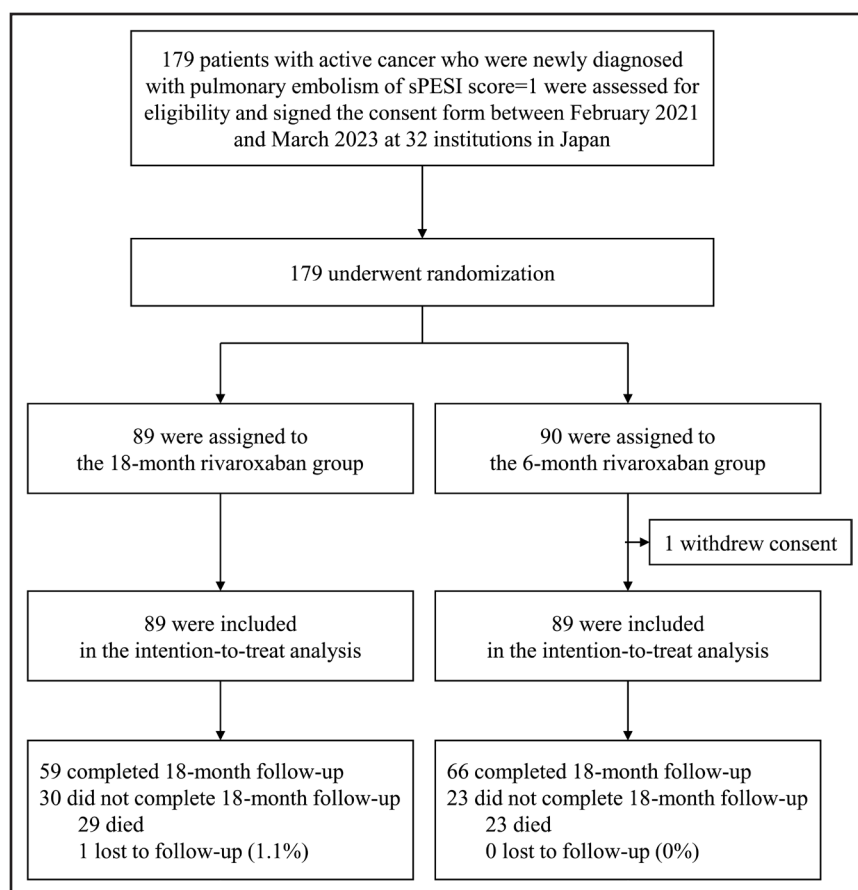 179 patients with active cancer who were newly diagnosed
with pulmonary embolism of sPESI score=1 were assessed for
eligibility and signed the consent form between February 2021
and March 2023 at 32 institutions in Japan
179 underwent randomization
89 were assigned to
the 18-month rivaroxaban group
90 were assigned to
the 6-month rivaroxaban group
1 withdrew consent
89 were included
in the intention-to-treat analysis
89 were included
in the intention-to-treat analysis
59 completed 18-month follow-up
30 did not complete 18-month follow-up
29 died
1 lost to follow-up (1.1%)
66 completed 18-month follow-up
23 did not complete 18-month follow-up
23 died
0 lost to follow-up (0%)